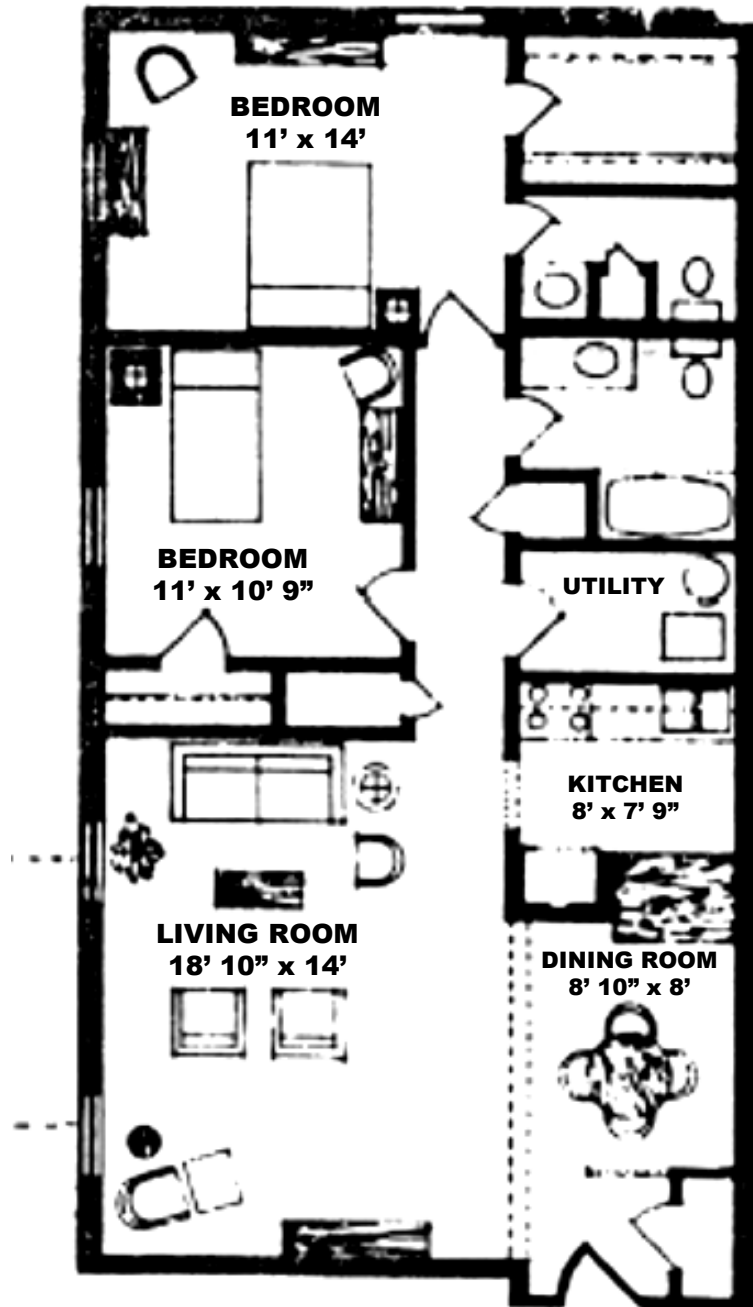 BEDROOM
11’ x 14’
BEDROOM
11’ x 10’ 9”
UTILITY
KITCHEN
8’ x 7’ 9”
LIVING ROOM
18’ 10” x 14’
DINING ROOM
8’ 10” x 8’